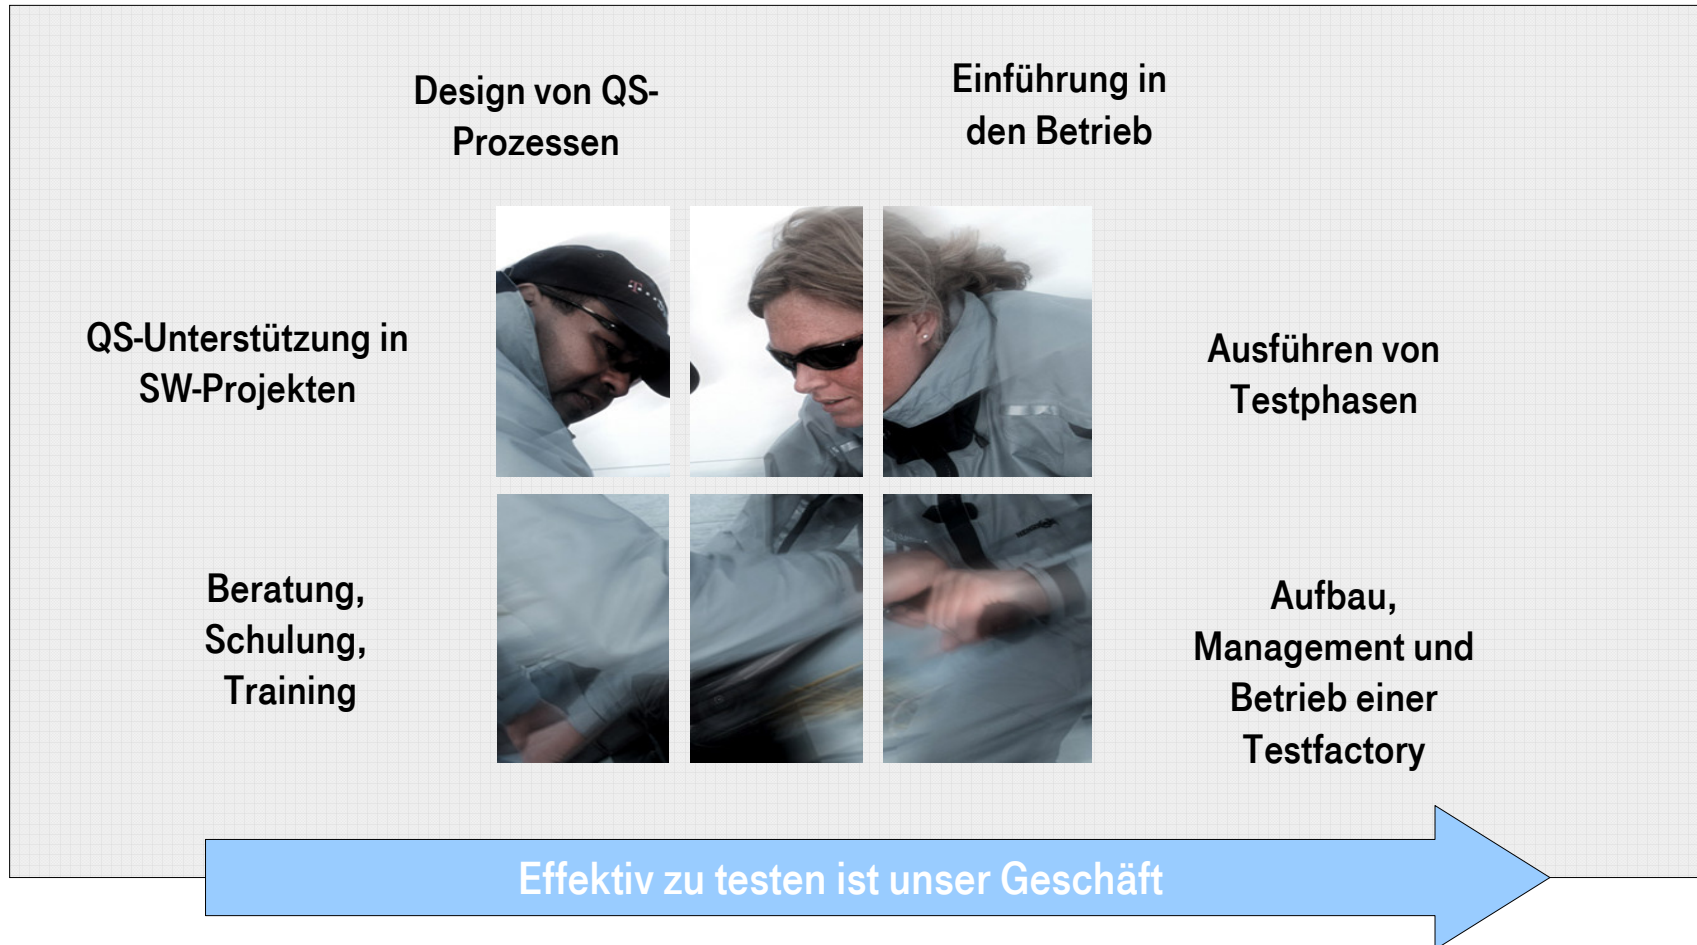 Design von QS-
Prozessen
Einführung in
den Betrieb
QS-Unterstützung in
SW-Projekten
Ausführen von
Testphasen
Beratung,
Schulung,
Training
Aufbau,
Management und
Betrieb einer
Testfactory
Effektiv zu testen ist unser Geschäft